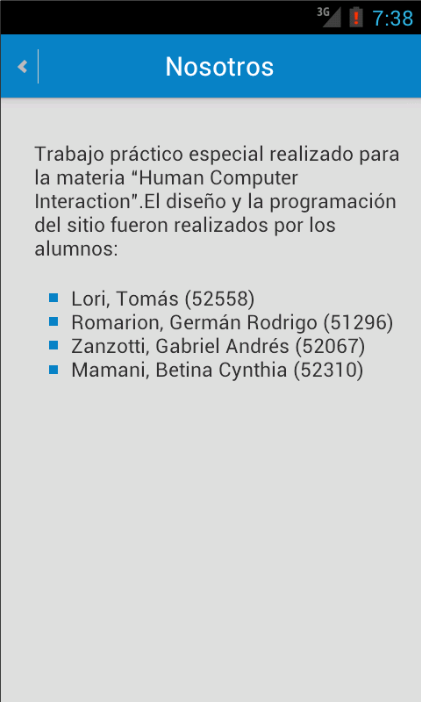 3G 7:38
Nosotros
Trabajo práctico especial realizado para
la materia “Human Computer
Interaction”.El diseño y la programación
del sitio fueron realizados por los
alumnos:
Lori, Tomás (52558)
Romarion, Germán Rodrigo (51296)
Zanzotti, Gabriel Andrés (52067)
Mamani, Betina Cynthia (52310)